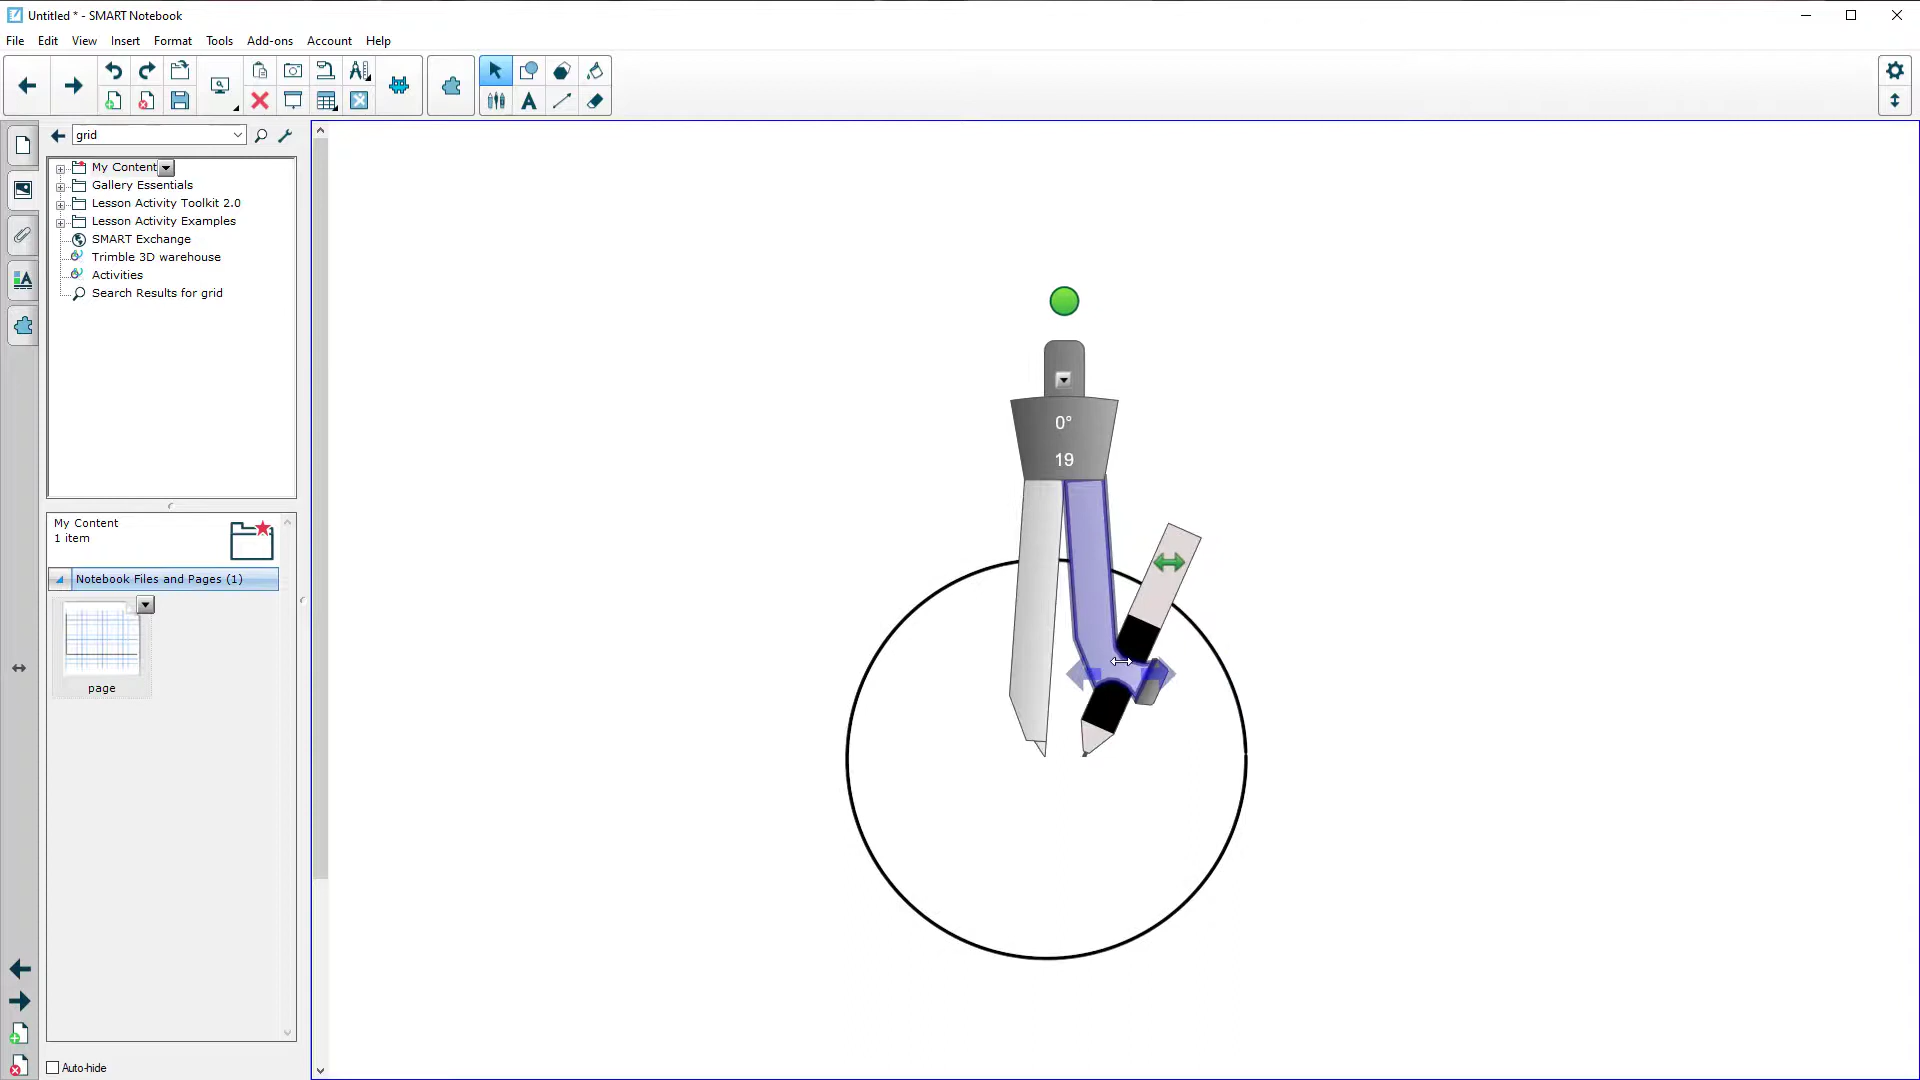 Untitled * - SMART Notebook
File Edit View Insert Format Tools Add-ons Account Help
grid
My Content
Gallery Essentials
Lesson Activity Toolkit 2.0
Lesson Activity Examples
SMART Exchange
Trimble 3D warehouse
Activities
Search Results for grid
My Content
1 item
Notebook Files and Pages (1)
page
Auto-hide
0°
19